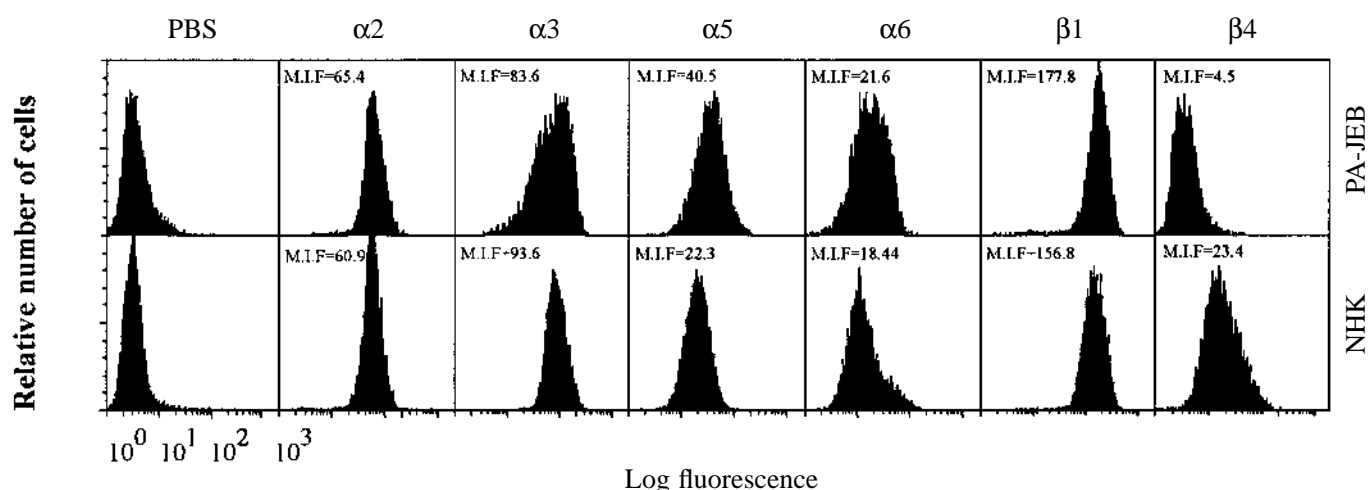 PBS α2 α3 α5 α6 β1 β4
M.I.F=65.4 M.I.F=83.6 M.I.F=40.5 M.I.F=21.6 M.I.F=177.8 M.I.F=4.5
PA-JEB
M.I.F=60.9 M.I.F=93.6 M.I.F=22.3 M.I.F=18.44 M.I.F=156.8 M.I.F=23.4
NHK
Relative number of cells
10⁰ 10¹ 10² 10³
Log fluorescence